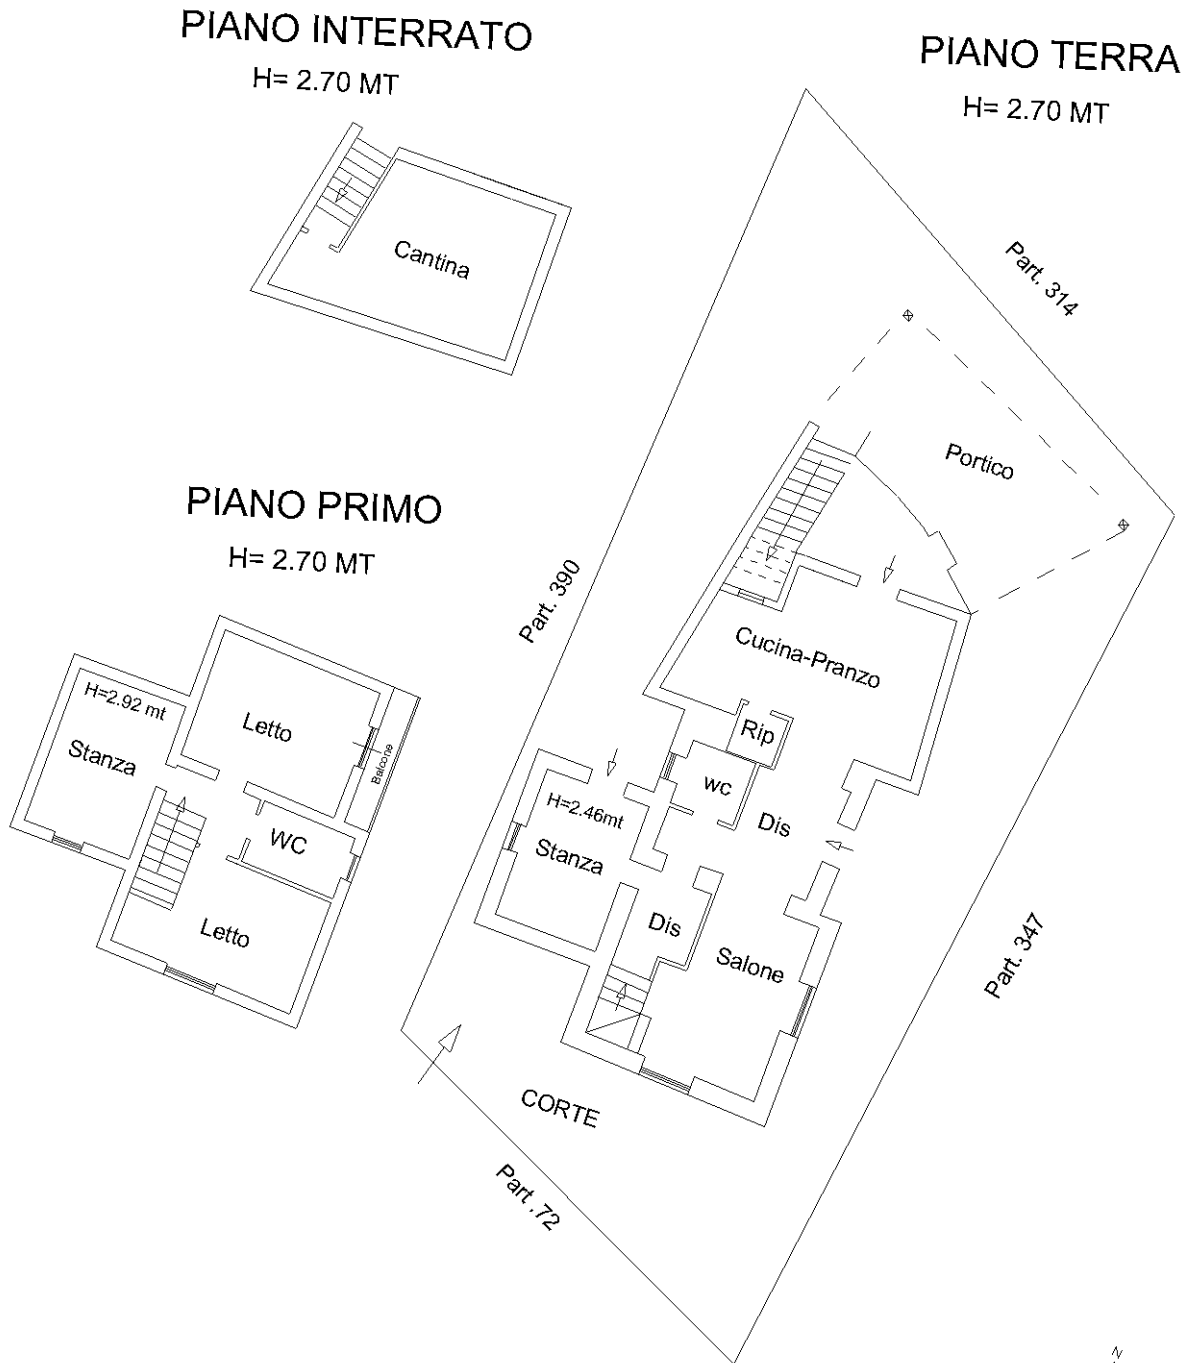 PIANO INTERRATO
H= 2.70 MT
Cantina
PIANO TERRA
H= 2.70 MT
Part. 314
Portico
Part. 390
Cucina-Pranzo
Rip
wc
Dis
H=2.46mt
Stanza
Dis
Salone
Part. 347
CORTE
Part .72
PIANO PRIMO
H= 2.70 MT
H=2.92 mt
Stanza
Letto
Balcone
WC
Letto
N